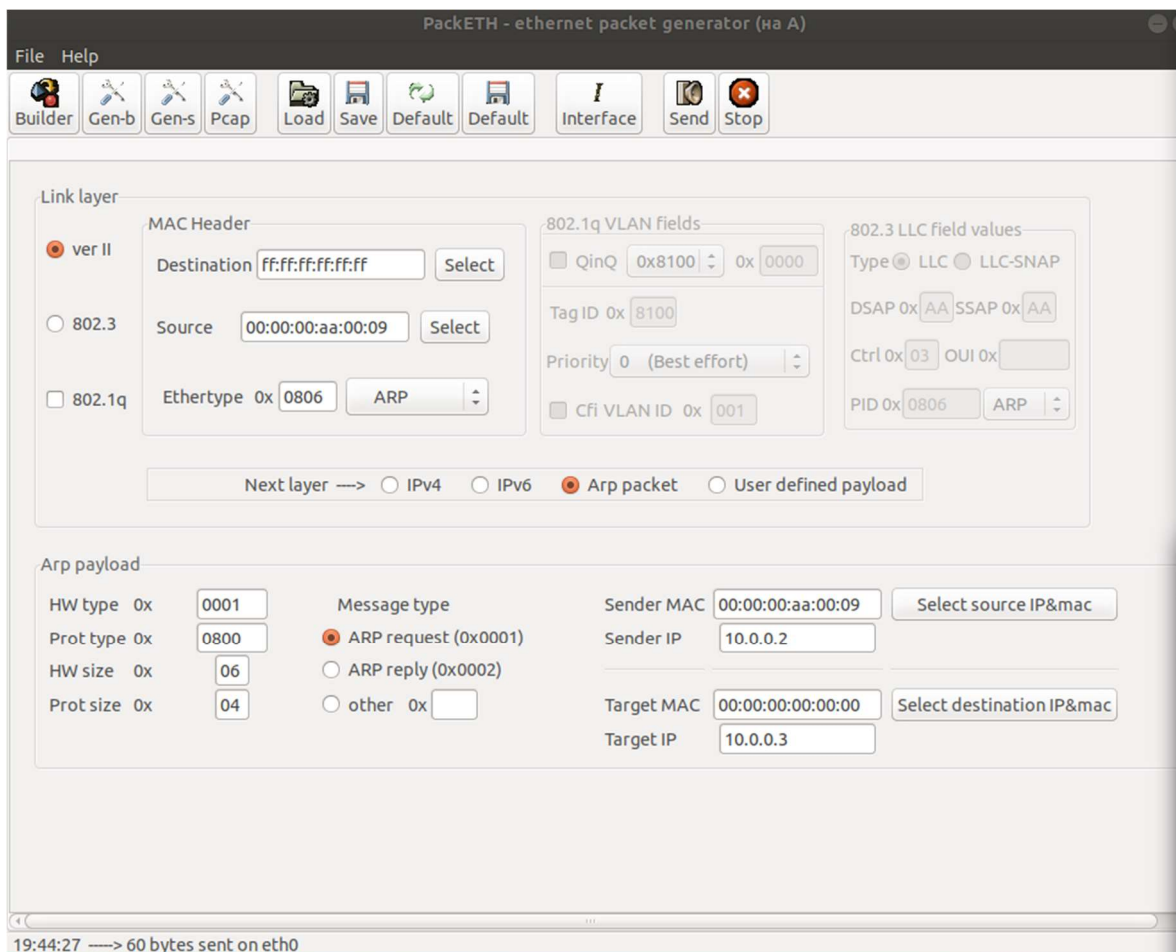 PackETH - ethernet packet generator (на A)
File Help
Builder Gen-b Gen-s Pcap Load Save Default Default Interface Send Stop
Link layer
ver II
802.3
802.1q
MAC Header
Destination ff:ff:ff:ff:ff:ff Select
Source 00:00:00:aa:00:09 Select
Ethertype 0x 0806 ARP
802.1q VLAN fields
QinQ 0x8100 0x 0000
Tag ID 0x 8100
Priority 0 (Best effort)
Cfi VLAN ID 0x 001
802.3 LLC field values
Type LLC LLC-SNAP
DSAP 0x AA SSAP 0x AA
Ctrl 0x 03 OUI 0x
PID 0x 0806 ARP
Next layer ----> IPv4 IPv6 Arp packet User defined payload
Arp payload
HW type 0x 0001
Prot type 0x 0800
HW size 0x 06
Prot size 0x 04
Message type
ARP request (0x0001)
ARP reply (0x0002)
other 0x
Sender MAC 00:00:00:aa:00:09 Select source IP&mac
Sender IP 10.0.0.2
Target MAC 00:00:00:00:00:00 Select destination IP&mac
Target IP 10.0.0.3
19:44:27 ----> 60 bytes sent on eth0